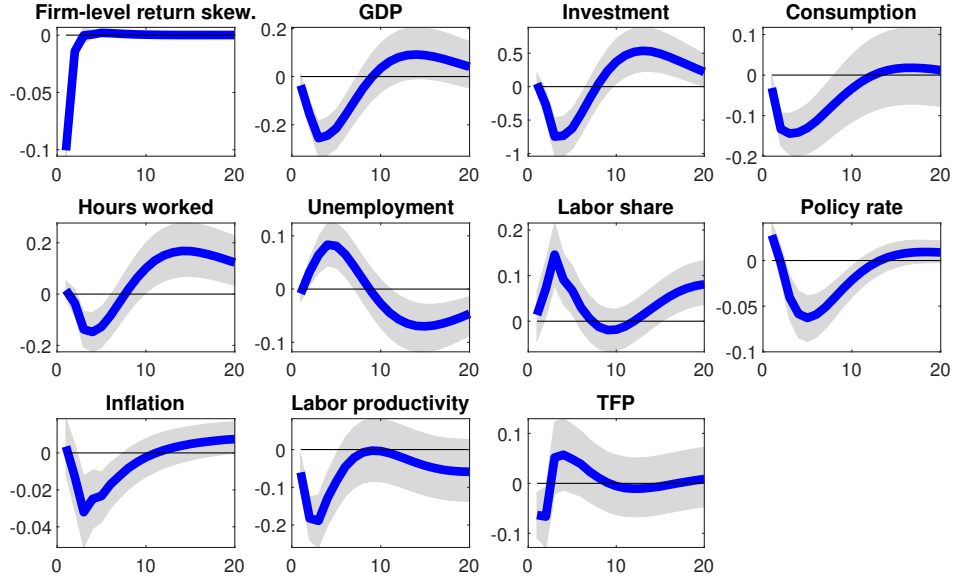 Firm-level return skew. GDP Investment Consumption
0 0.2 0.5 0.1
-0.05 0 0 0
-0.1 -0.2 -0.5 -0.1
-1 -0.2
0 10 20 0 10 20 0 10 20 0 10 20
Hours worked Unemployment Labor share Policy rate
0.2 0.1 0.2 0.05
0 0 0.1 0
-0.2 -0.1 0 -0.05
-0.1
0 10 20 0 10 20 0 10 20 0 10 20
Inflation Labor productivity TFP
0 0 0.1
-0.02 -0.1 0
-0.04 -0.2 -0.1
0 10 20 0 10 20 0 10 20